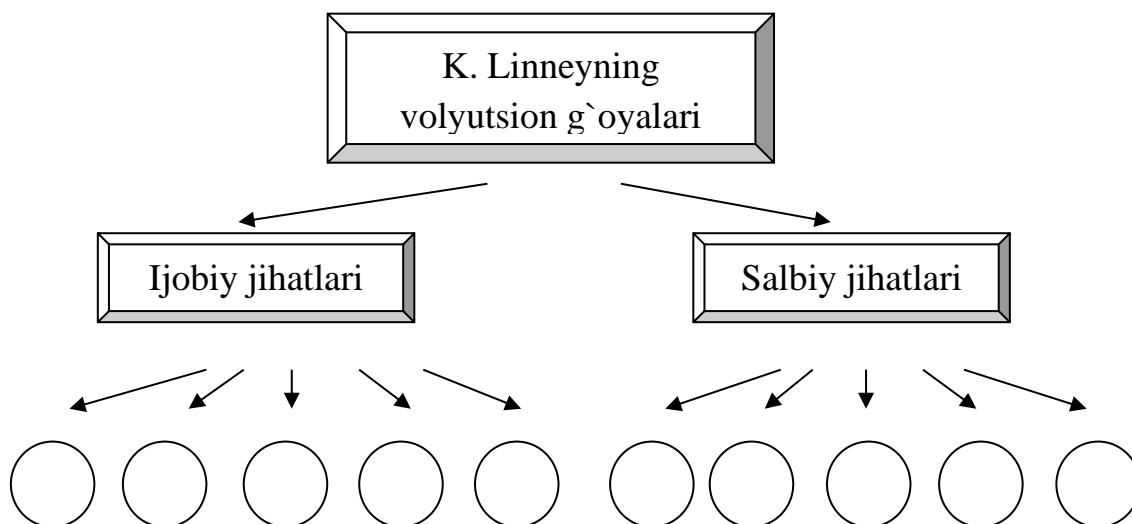 K. Linneyning
volyutsion g`oyalari
Ijobiy jihatlari
Salbiy jihatlari